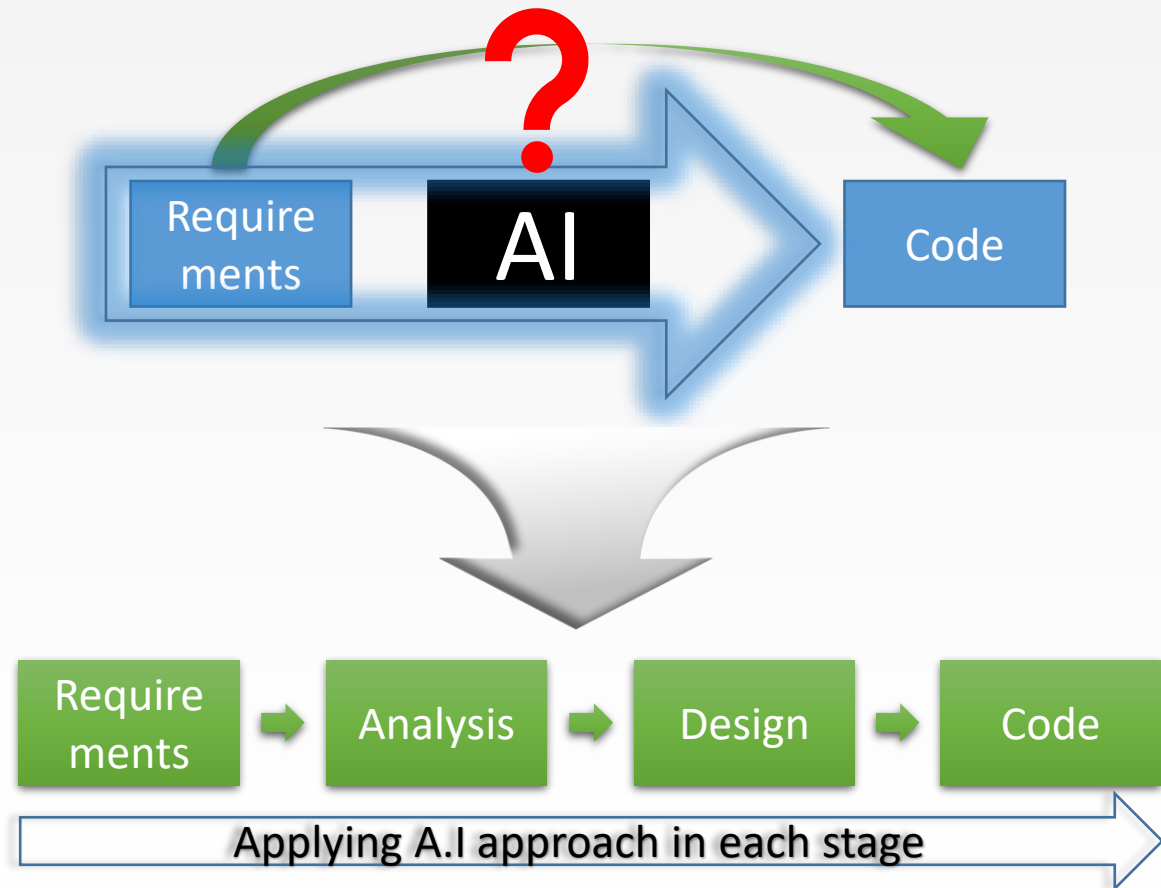 ?
Require
ments
AI
Code
Require
ments
Analysis
Design
Code
Applying A.I approach in each stage